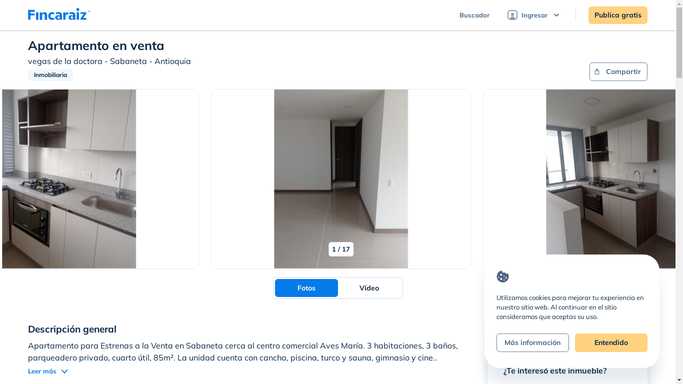 Fincaraiz
Buscador
Ingresar
Publica gratis
Apartamento en venta
vegas de la doctora - Sabaneta - Antioquia
Inmobiliaria
Compartir
1 / 17
Fotos
Video
Utilizamos cookies para mejorar tu experiencia en
nuestro sitio web. Al continuar en el sitio
consideramos que aceptas su uso.
Más información
Entendido
Descripción general
Apartamento para Estrenas a la Venta en Sabaneta cerca al centro comercial Aves María. 3 habitaciones, 3 baños,
parqueadero privado, cuarto útil, 85m². La unidad cuenta con cancha, piscina, turco y sauna, gimnasio y cine..
Leer más
¿Te interesó este inmueble?